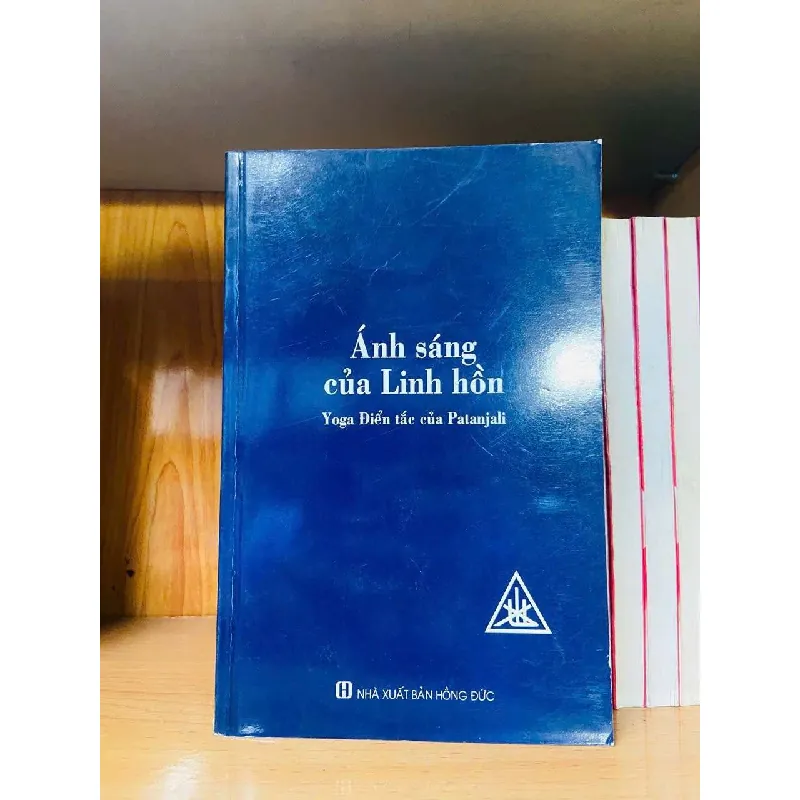 Ánh sáng
của Linh hồn
Yoga Điển tắc của Patanjali
NHÀ XUẤT BẢN HỒNG ĐỨC